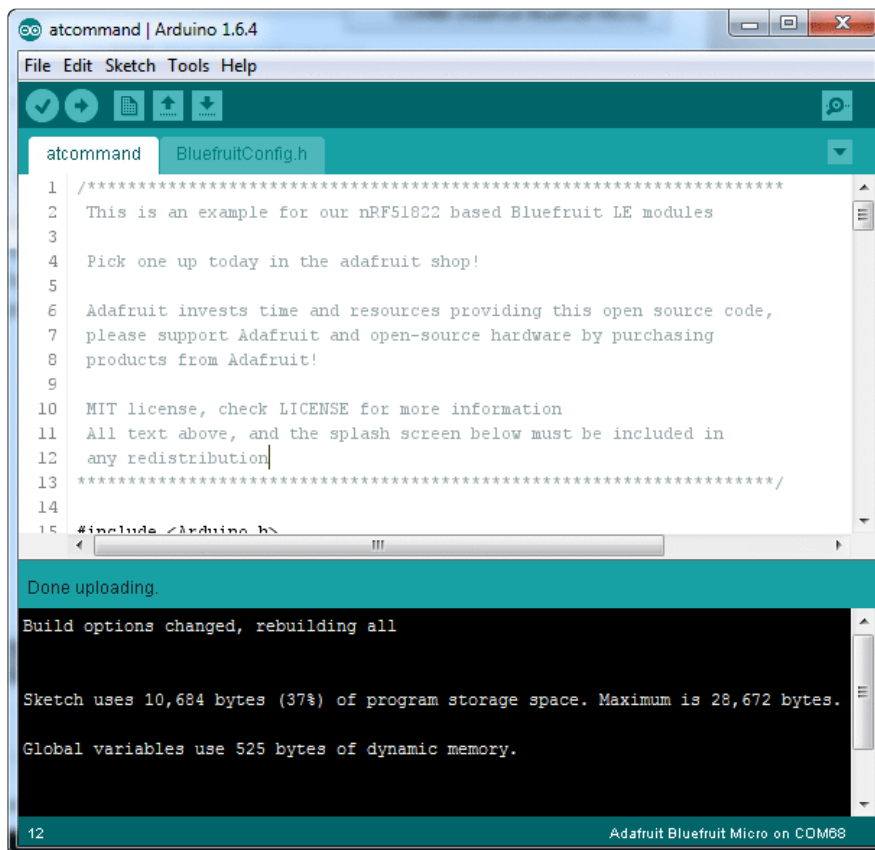 atcommand | Arduino 1.6.4
File Edit Sketch Tools Help
atcommand BluefruitConfig.h
1 /*********************************************************************
2 This is an example for our nRF51822 based Bluefruit LE modules
3
4 Pick one up today in the adafruit shop!
5
6 Adafruit invests time and resources providing this open source code,
7 please support Adafruit and open-source hardware by purchasing
8 products from Adafruit!
9
10 MIT license, check LICENSE for more information
11 All text above, and the splash screen below must be included in
12 any redistribution
13 *********************************************************************/
14
15 #include <Arduino.h>
Done uploading.
Build options changed, rebuilding all
Sketch uses 10,684 bytes (37%) of program storage space. Maximum is 28,672 bytes.
Global variables use 525 bytes of dynamic memory.
12 Adafruit Bluefruit Micro on COM68